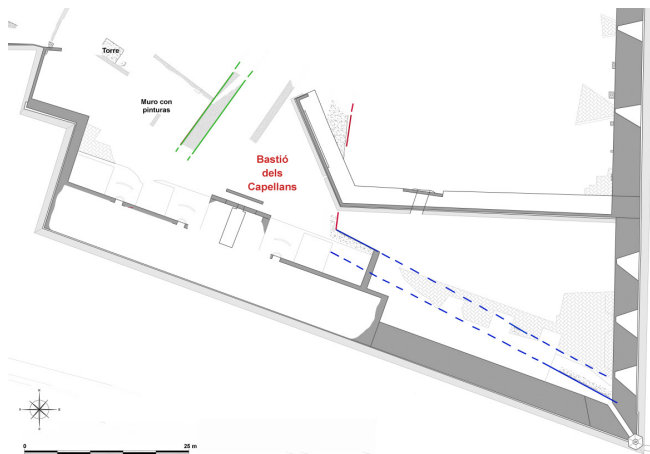 Torre
Muro con
pinturas
Bastió
dels
Capellans
0
25 m